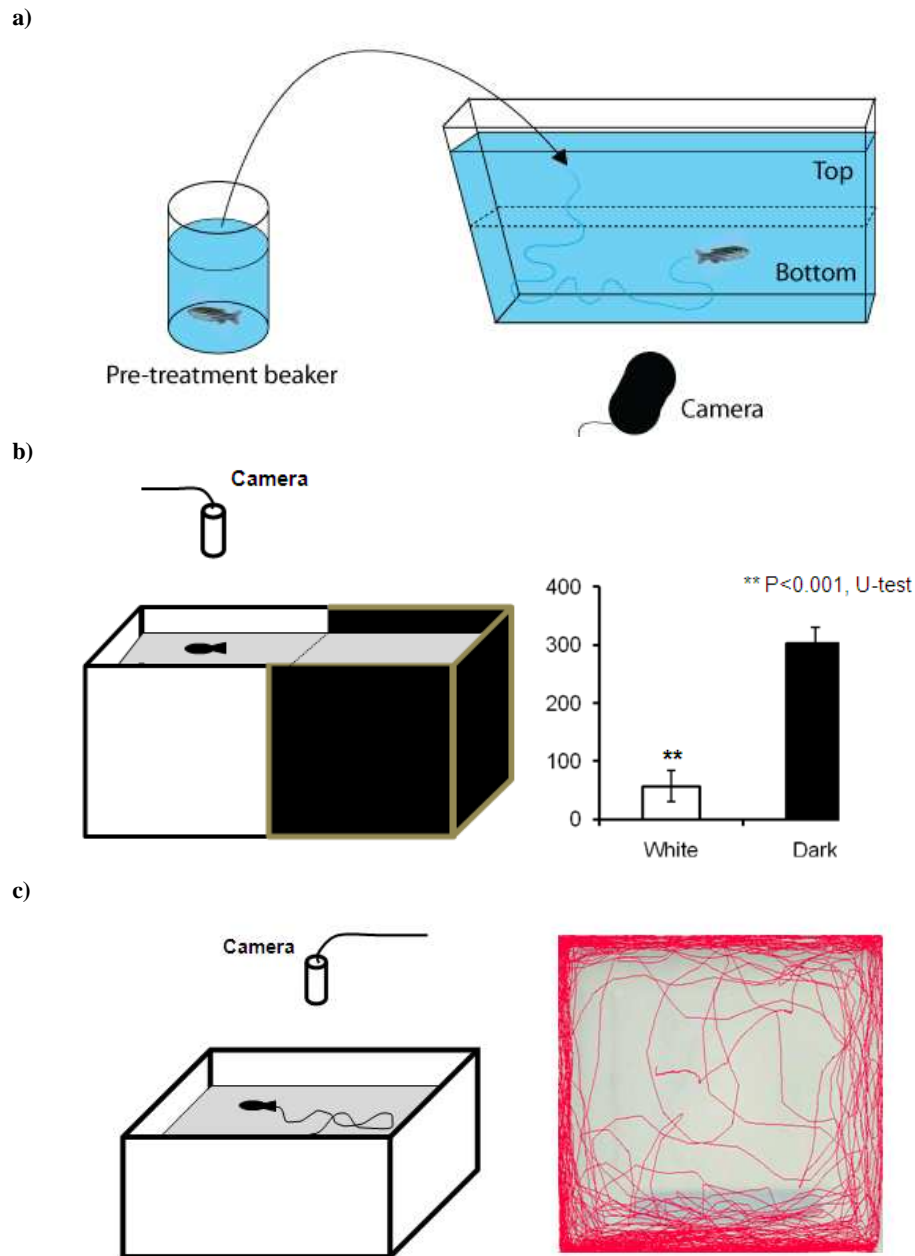 a)
Top
Bottom
Pre-treatment beaker
Camera
b)
Camera
** P<0.001, U-test
400
300
200
100
0
**
White
Dark
c)
Camera